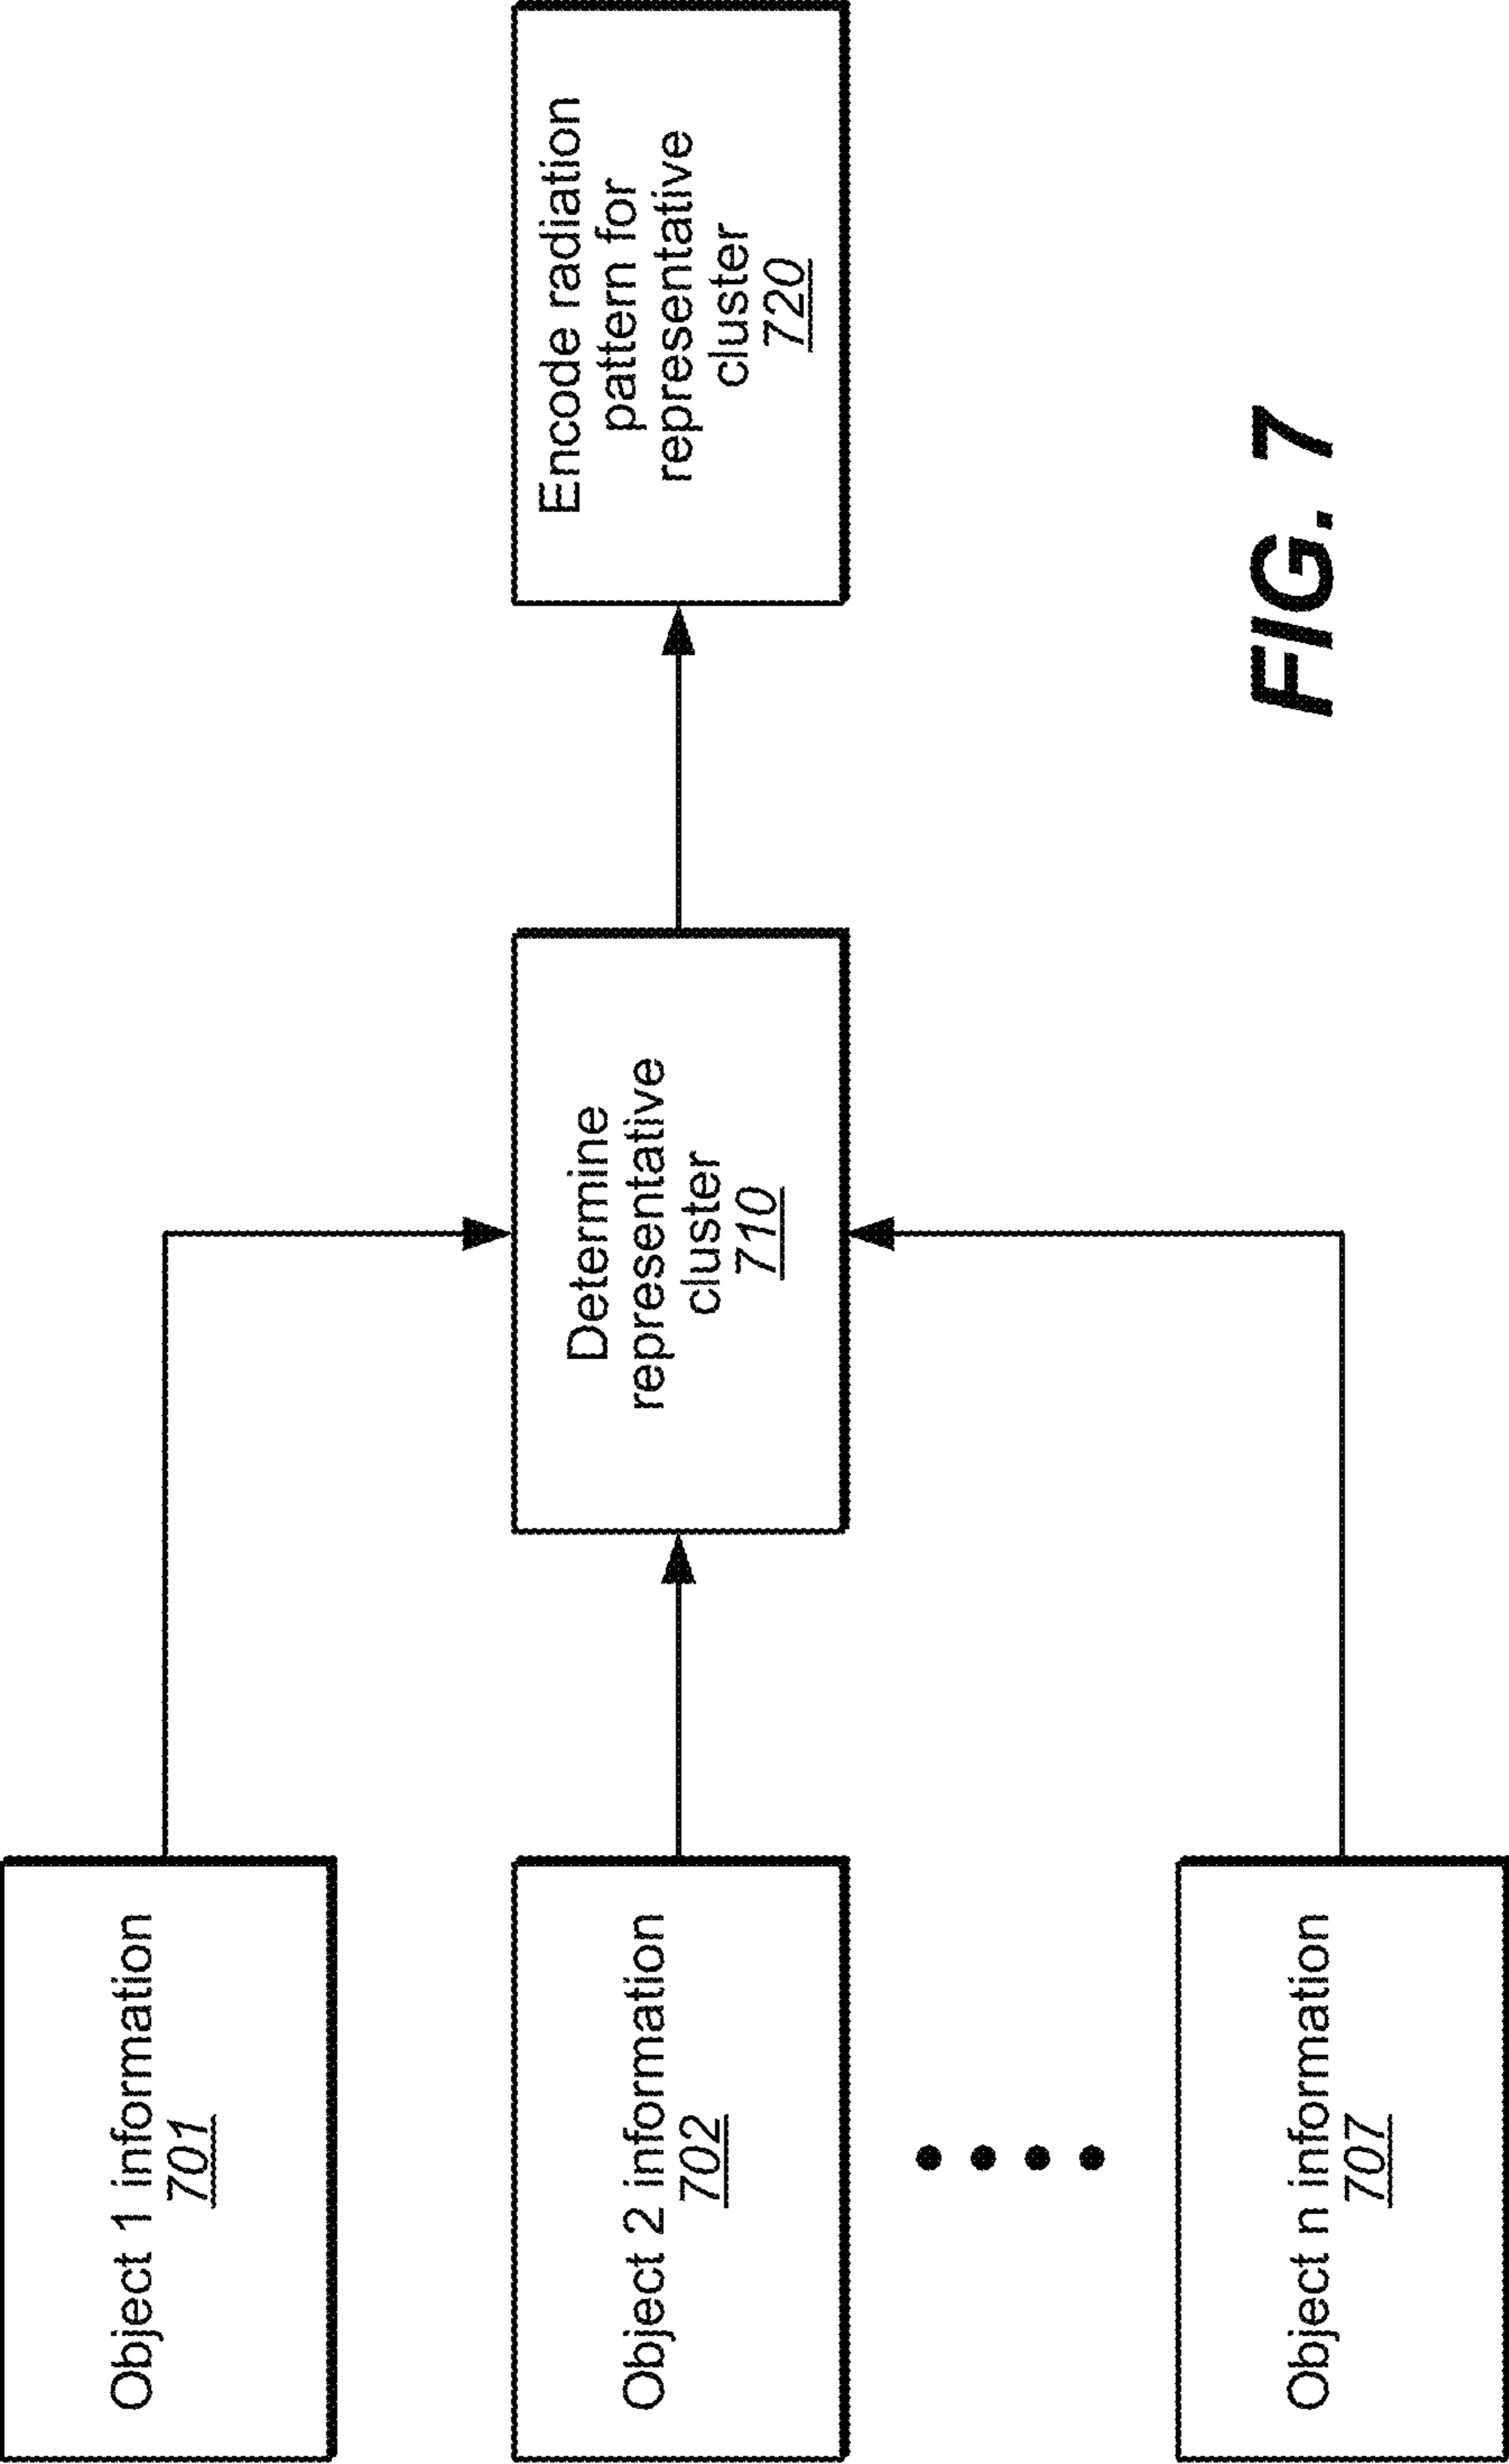 Object 1 information
701
Object 2 information
702
Object n information
707
Determine
representative
cluster
710
Encode radiation
pattern for
representative
cluster
720
FIG. 7